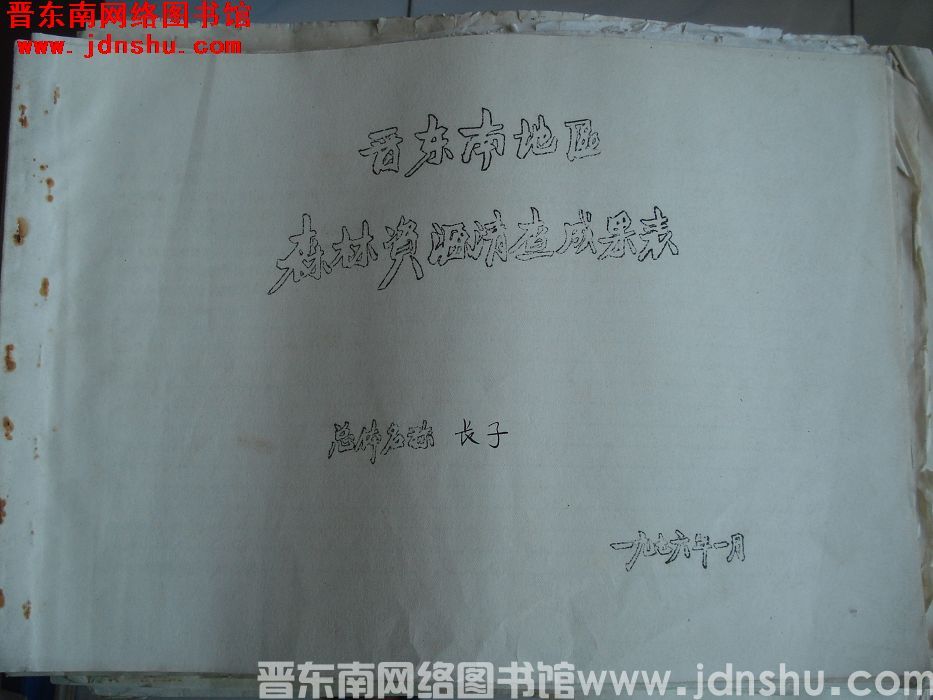 晋东南网络图书馆
www.jdnshu.com
晋东南地区
森林资源清查成果表
总体名称 长子
一九七六年一月
晋东南网络图书馆www.jdnshu.com